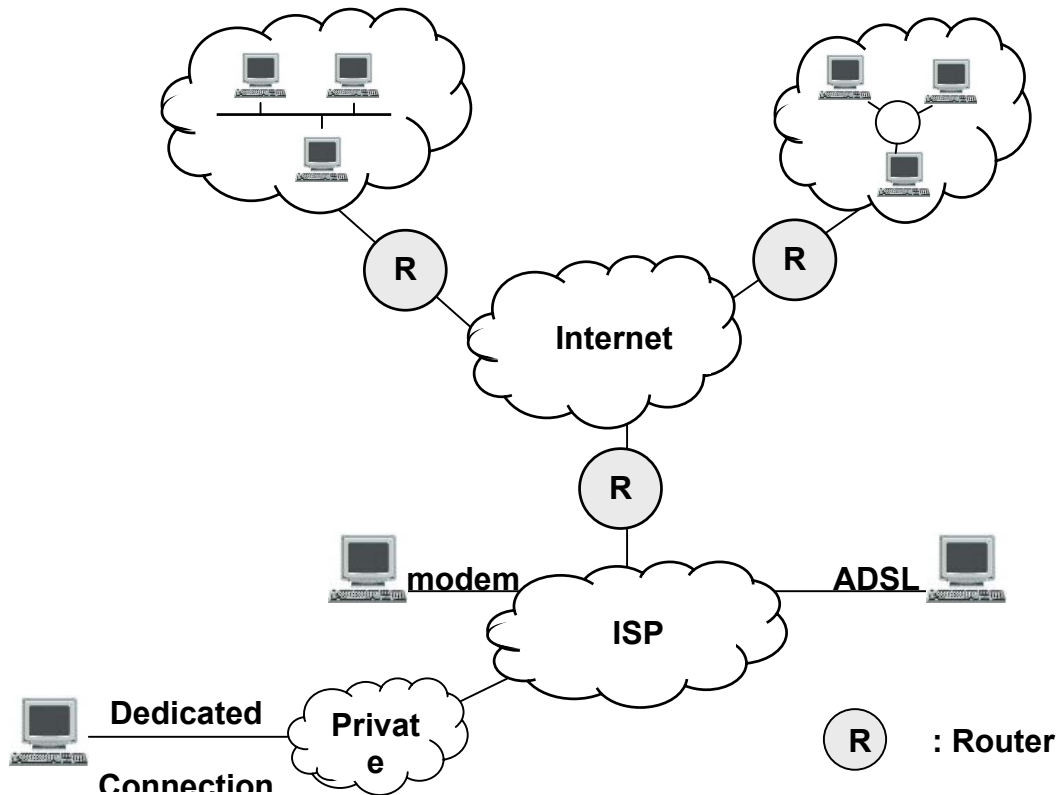 R
R
Internet
R
modem
ADSL
ISP
Dedicated
Privat
e
Connection
R : Router